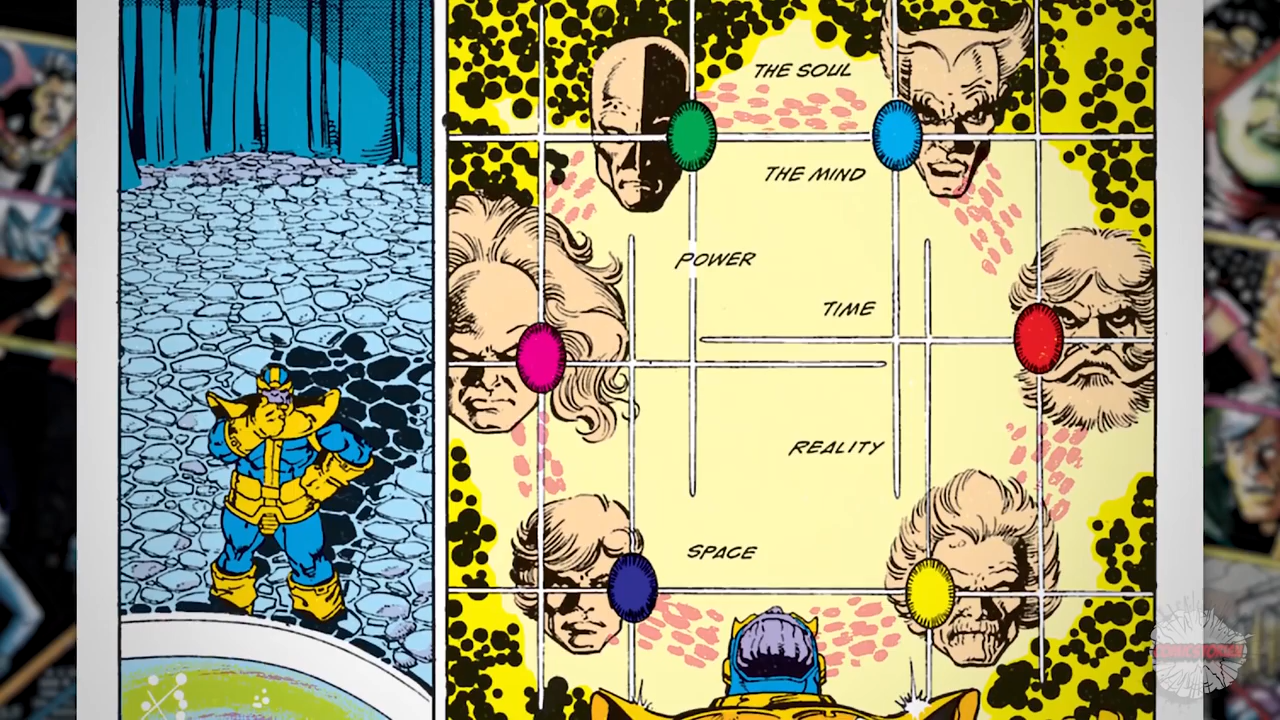 THE SOUL
THE MIND
POWER
TIME
REALITY
SPACE